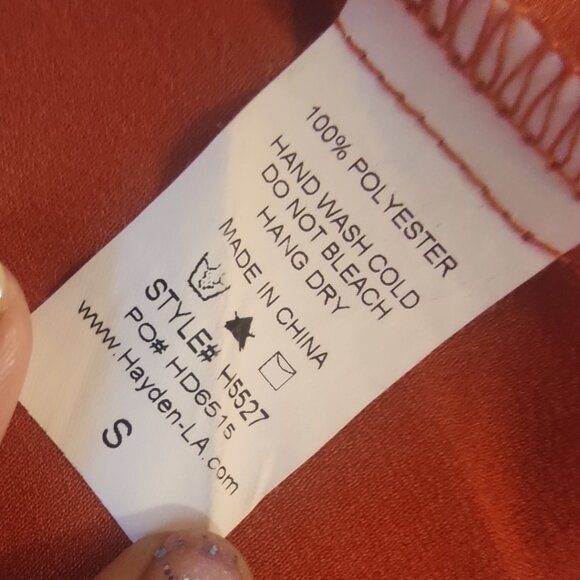 100% POLYESTER
HAND WASH COLD
DO NOT BLEACH
HANG DRY
MADE IN CHINA
STYLE# H5527
PO# HD6515
www.Hayden-LA.com
S